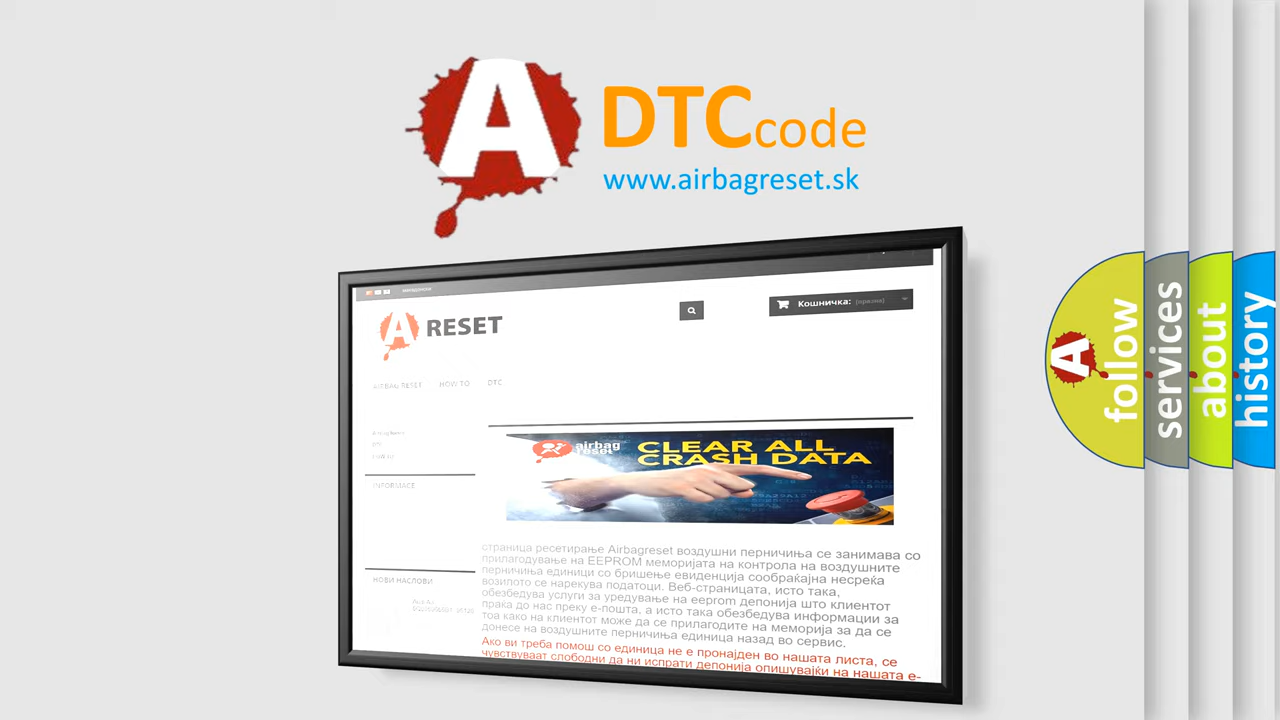 A
DTCcode
www.airbagreset.sk
A RESET
Кошничка: (празни)
AIRBAG RESET HOW TO DTC
airbag reset
CLEAR ALL
CRASH DATA
INFORMACE
страница ресетирање Airbagreset воздушни перничиња се занимава со
прилагодување на EEPROM меморијата на контрола на воздушните
перничиња единици со бришење евиденција сообраќајна несреќа
возилото се нарекува податоци. Веб-страницата, исто така,
обезбедува услуги за уредување на eeprom депонија што клиентот
праќа до нас преку е-пошта, а исто така обезбедува информации за
тоа како на клиентот може да се прилагодите на меморија за да се
донесе на воздушните перничиња единица назад во сервис.
НОВИ НАСЛОВИ
Ако ви треба помош со единица не е пронајден во нашата листа, се
чувствуваат слободни да ни испрати депонија опишувајќи на нашата е-
A
follow
services
about
history